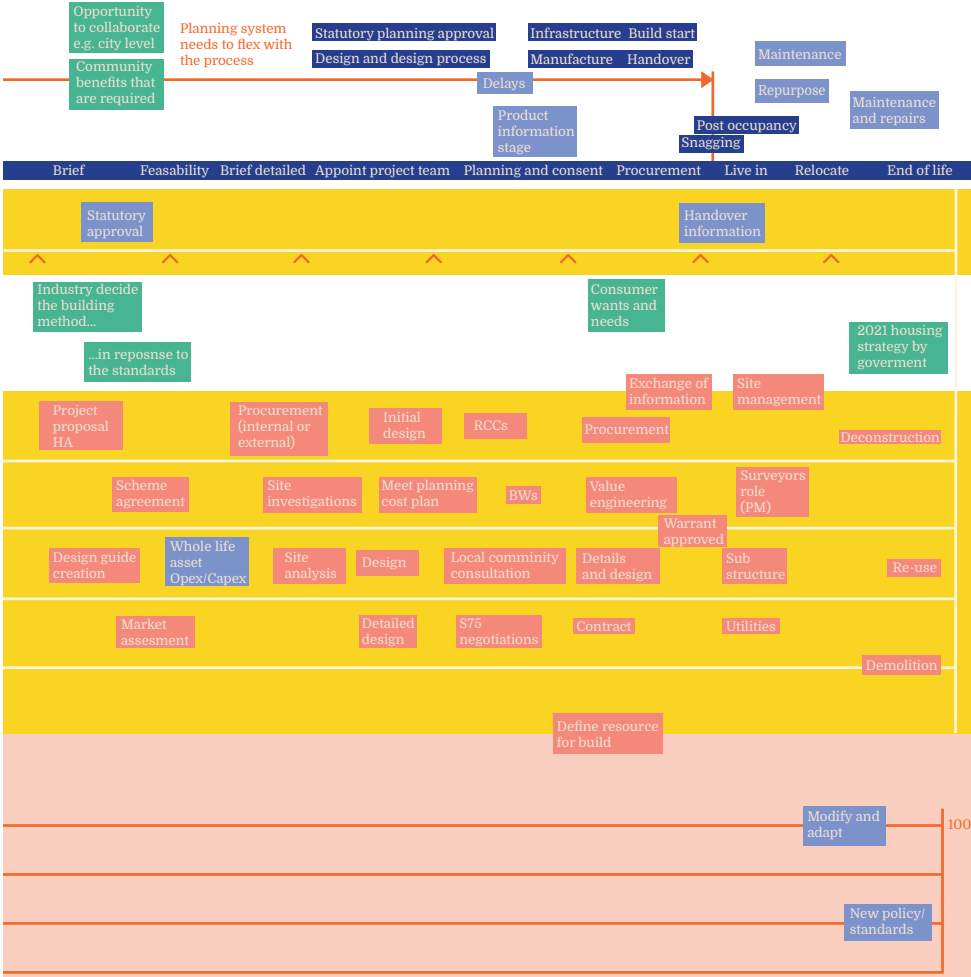 Opportunity
to collaborate
e.g. city level
Community
benefits that
are required
Planning system
needs to flex with
the process
Statutory planning approval
Design and design process
Infrastructure Build start
Manufacture Handover
Delays
Product
information
stage
Maintenance
Repurpose
Maintenance
and repairs
Post occupancy
Snagging
Brief Feasability Brief detailed Appoint project team Planning and consent Procurement Live in Relocate End of life
Statutory
approval
Handover
information
Industry decide
the building
method...
...in reposnse to
the standards
Consumer
wants and
needs
2021 housing
strategy by
goverment
Exchange of
information
Site
management
Project
proposal
HA
Procurement
(internal or
external)
Initial
design
RCCs
Procurement
Deconstruction
Scheme
agreement
Site
investigations
Meet planning
cost plan
BWs
Value
engineering
Surveyors
role
(PM)
Warrant
approved
Design guide
creation
Whole life
asset
Opex/Capex
Site
analysis
Design
Local comminity
consultation
Details
and design
Sub
structure
Re-use
Market
assesment
Detailed
design
S75
negotiations
Contract
Utilities
Demolition
Define resource
for build
Modify and
adapt
100
New policy/
standards